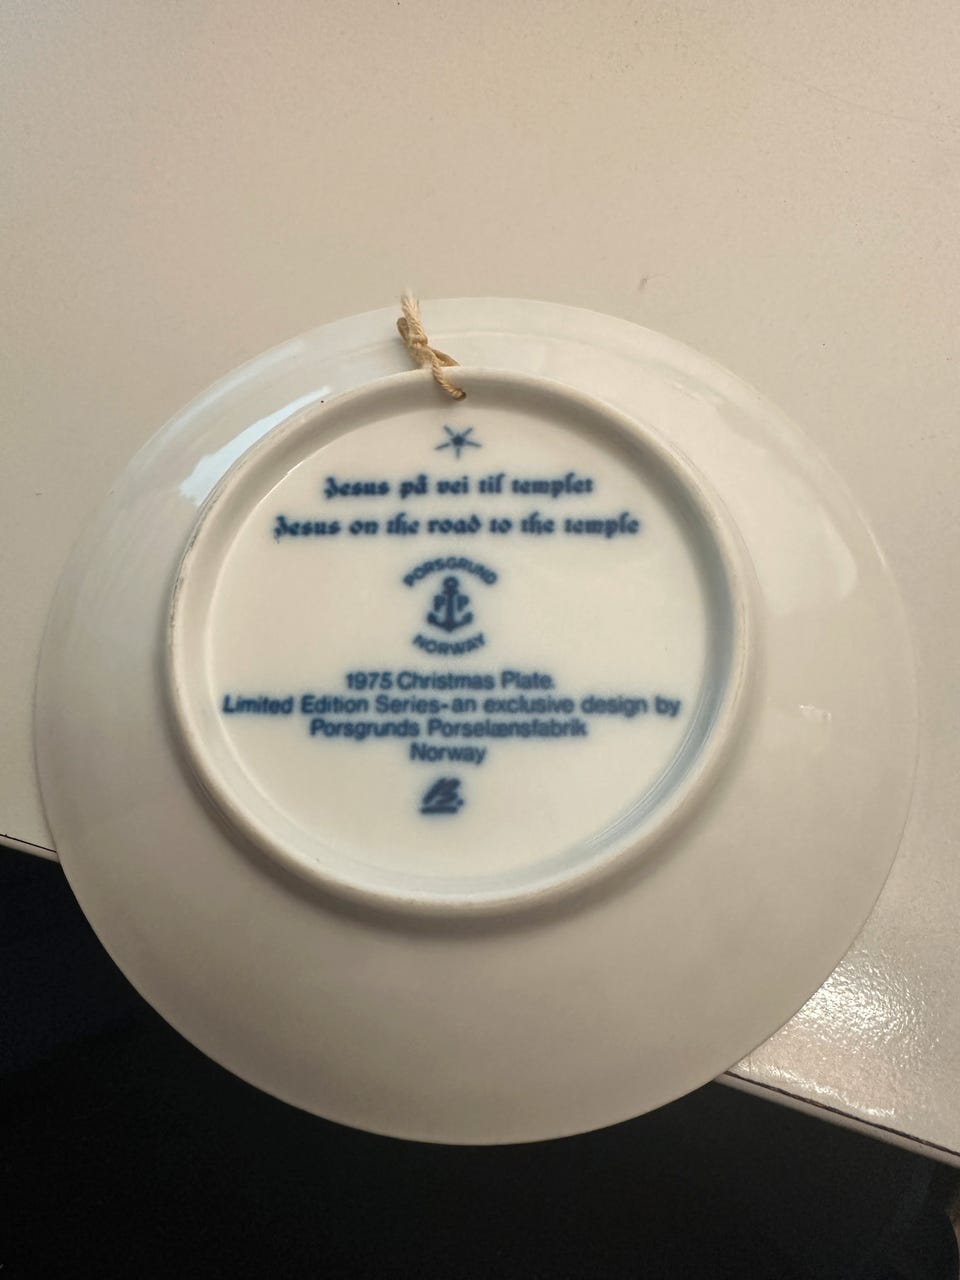 Jesus på vei til templet
Jesus on the road to the temple
PORSGRUND
PP
NORWAY
1975 Christmas Plate.
Limited Edition Series-an exclusive design by
Porsgrunds Porselænsfabrik
Norway